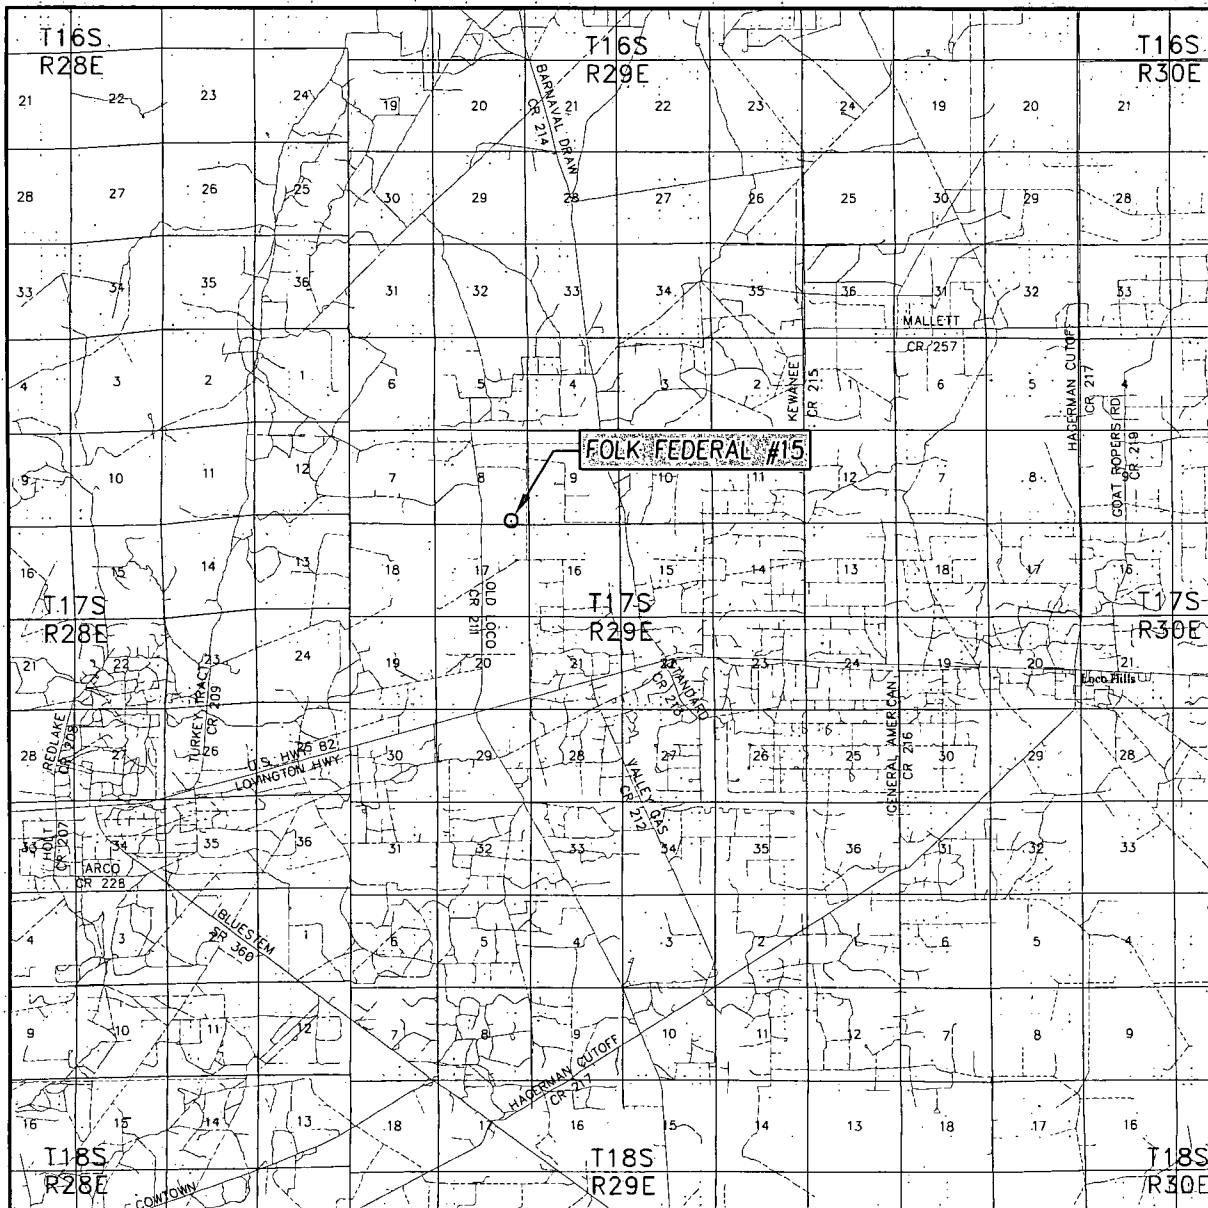 T16S T16S T16S
R28E R29E R30E
21 22 23 24 19 20 21 22 23 24 19 20 21
BARNAVAL DRAW
CR 214
28 27 26 25 30 29 28 27 26 25 30 29 28
33 34 35 36 31 32 33 34 35 36 31 32 33
MALLETT
CR 257
HAGERMAN CUTOFF
CR 217
KEWANEE
CR 215
4 3 2 1 6 5 4 3 2 1 6 5 4
GOAT ROPERS RD
CR 219
FOLK FEDERAL #15
9 10 11 12 7 8 9 10 11 12 7 8 9
16 15 14 13 18 17 16 15 14 13 18 17 16
OLD LOCO
CR 211
T17S T17S T17S
R28E R29E R30E
21 22 23 24 19 20 21 22 23 24 19 20 21
Loco Hills
STANDARD
CR 218
TURKEY TRACT
CR 209
GENERAL AMERICAN
CR 216
REDLAKE
CR 208
28 27 26 25 30 29 28 27 26 25 30 29 28
U.S. HWY 82
LOVINGTON HWY
VALLEY GAS
CR 212
HOLT
CR 207
33 34 35 36 31 32 33 34 35 36 31 32 33
ARCO
CR 228
BLUESTEM
SR 360
4 3 2 1 6 5 4 3 2 1 6 5 4
9 10 11 12 7 8 9 10 11 12 7 8 9
HAGERMAN CUTOFF
CR 217
16 15 14 13 18 17 16 15 14 13 18 17 16
T18S T18S T18S
R28E R29E R30E
COWTOWN